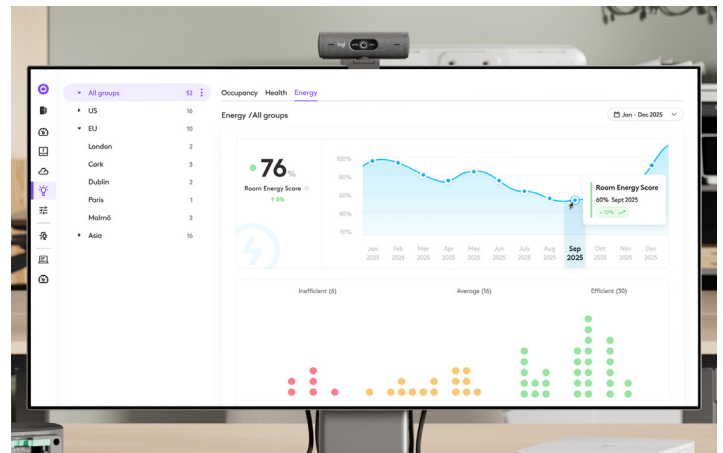 logi
All groups 52
US 16
EU 10
London 2
Cork 3
Dublin 2
Paris 1
Malmö 2
Asia 16
Occupancy Health Energy
Energy /All groups
Jan - Dec 2025
76%
Room Energy Score
↑ 8%
100%
80%
60%
40%
10%
Room Energy Score
60% Sept 2025
+10%
Jan Feb Mar Apr May Jun July Aug Sep Oct Nov Dec
2025 2025 2025 2025 2025 2025 2025 2025 2025 2025 2025 2025
Inefficient (6) Average (16) Efficient (30)